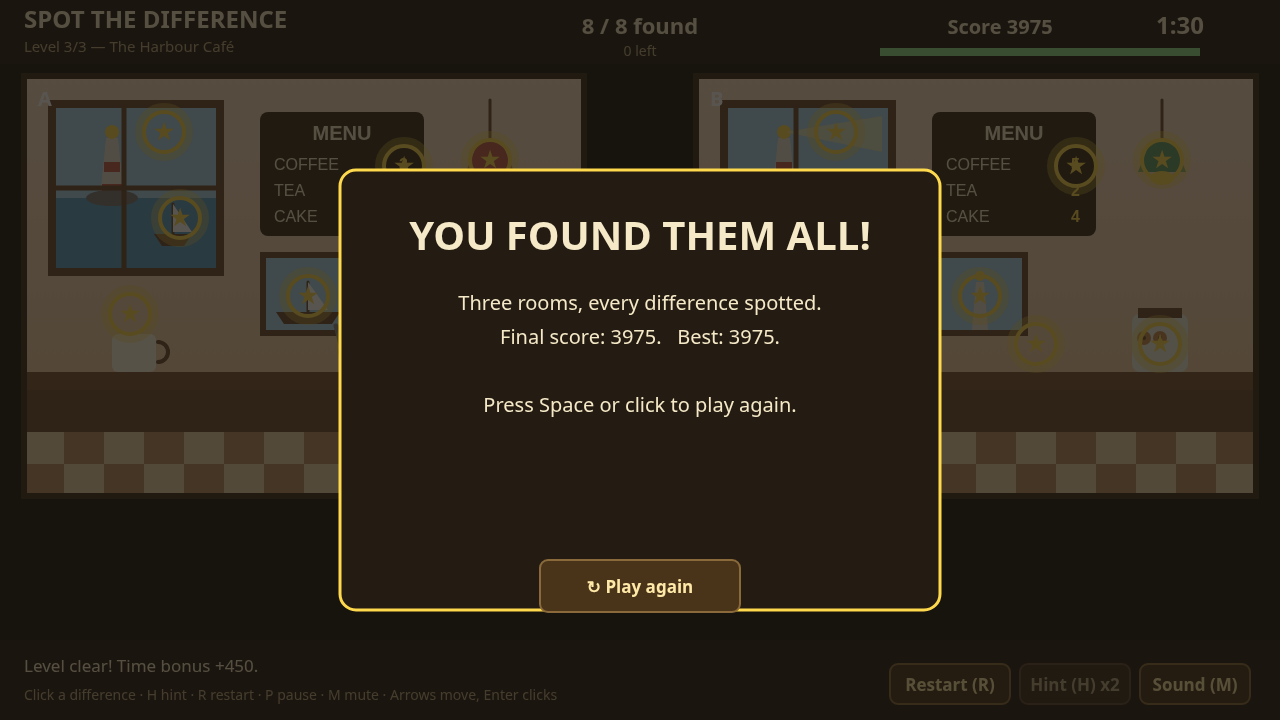 SPOT THE DIFFERENCE
Level 3/3 — The Harbour Café
8 / 8 found
0 left
Score 3975
1:30
A
MENU
COFFEE
TEA
CAKE
B
MENU
COFFEE
TEA 2
CAKE 4
YOU FOUND THEM ALL!
Three rooms, every difference spotted.
Final score: 3975. Best: 3975.
Press Space or click to play again.
↻ Play again
Level clear! Time bonus +450.
Click a difference · H hint · R restart · P pause · M mute · Arrows move, Enter clicks
Restart (R)
Hint (H) x2
Sound (M)